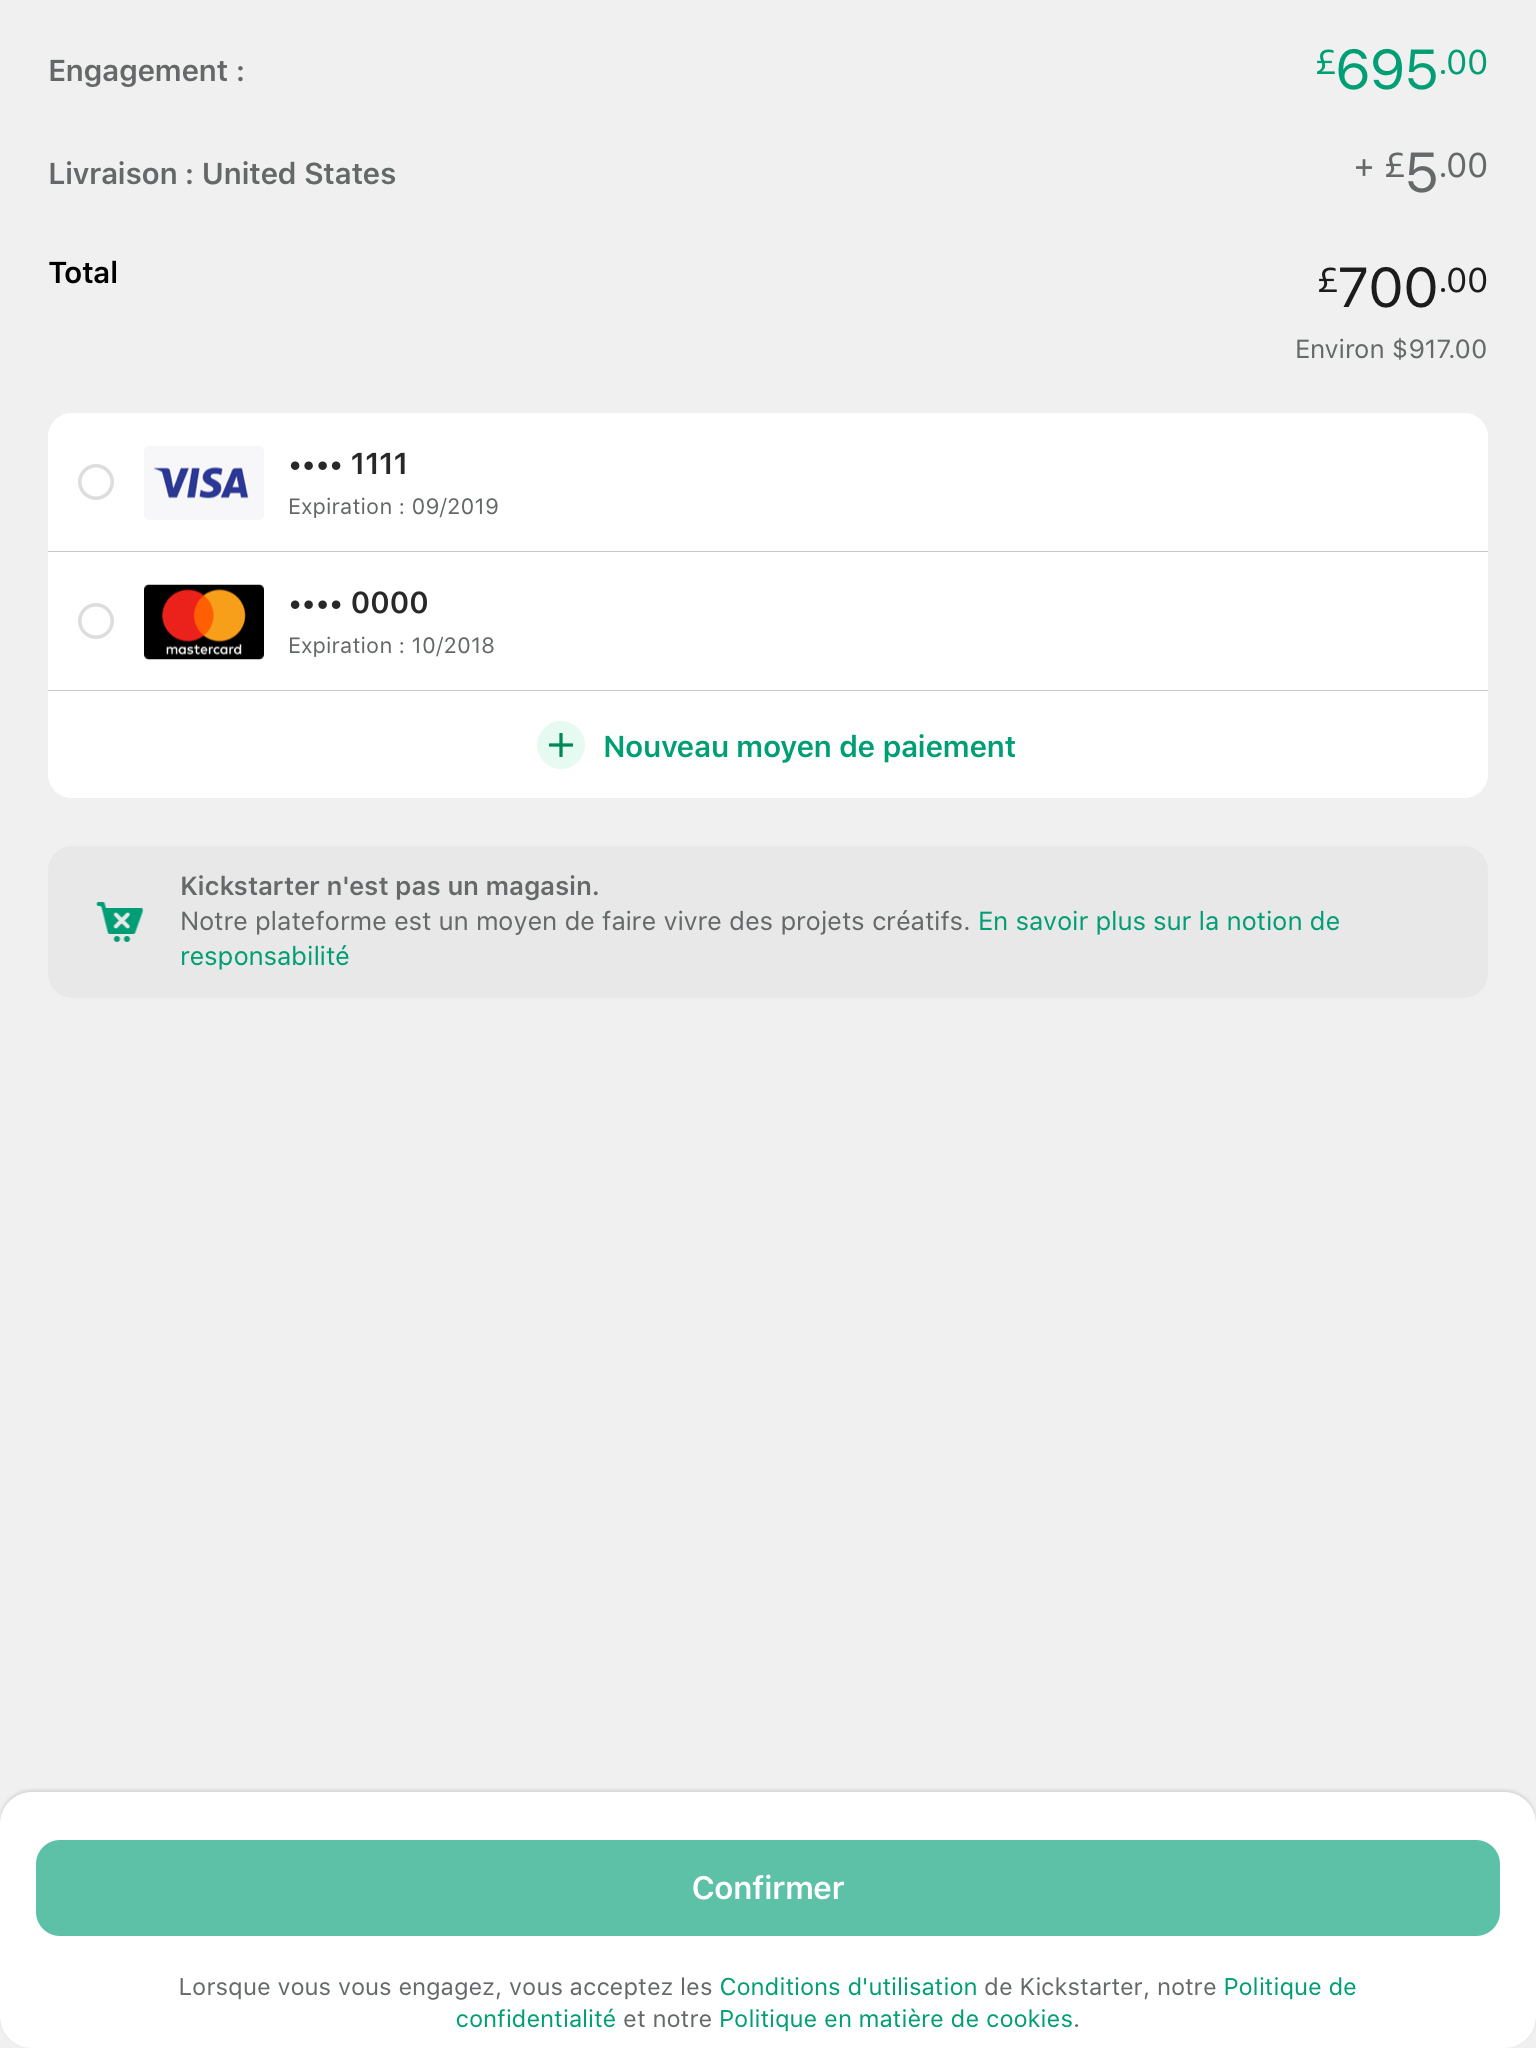 Engagement :
£695.00
Livraison : United States
+ £5.00
Total
£700.00
Environ $917.00
VISA
•••• 1111
Expiration : 09/2019
mastercard
•••• 0000
Expiration : 10/2018
Nouveau moyen de paiement
Kickstarter n'est pas un magasin.
Notre plateforme est un moyen de faire vivre des projets créatifs. En savoir plus sur la notion de
responsabilité
Confirmer
Lorsque vous vous engagez, vous acceptez les Conditions d'utilisation de Kickstarter, notre Politique de
confidentialité et notre Politique en matière de cookies.